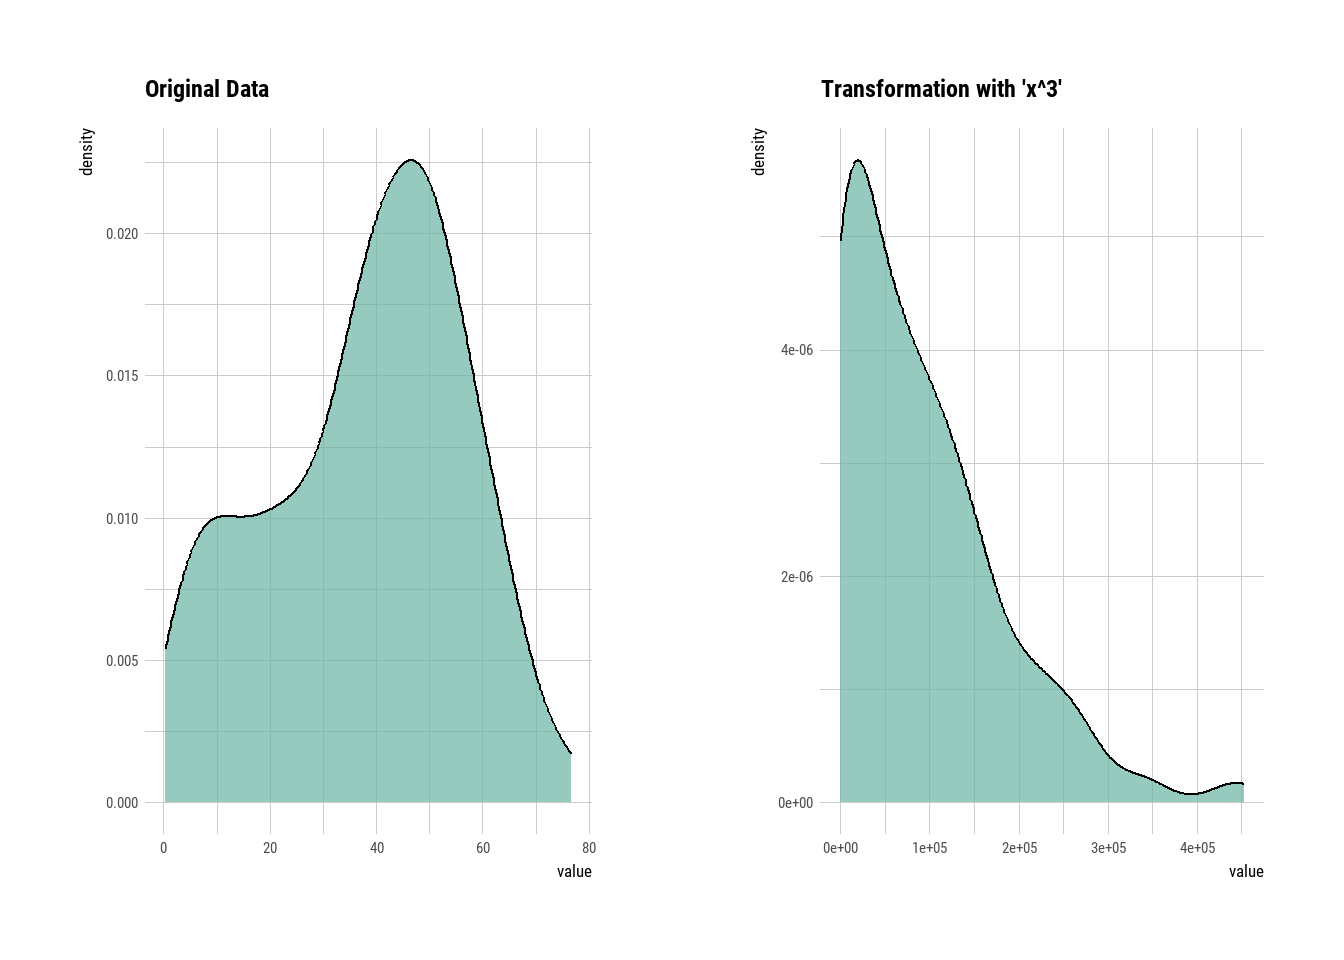 Original Data
density
0.020
0.015
0.010
0.005
0.000
0 20 40 60 80
value
Transformation with 'x^3'
density
4e-06
2e-06
0e+00
0e+00 1e+05 2e+05 3e+05 4e+05
value